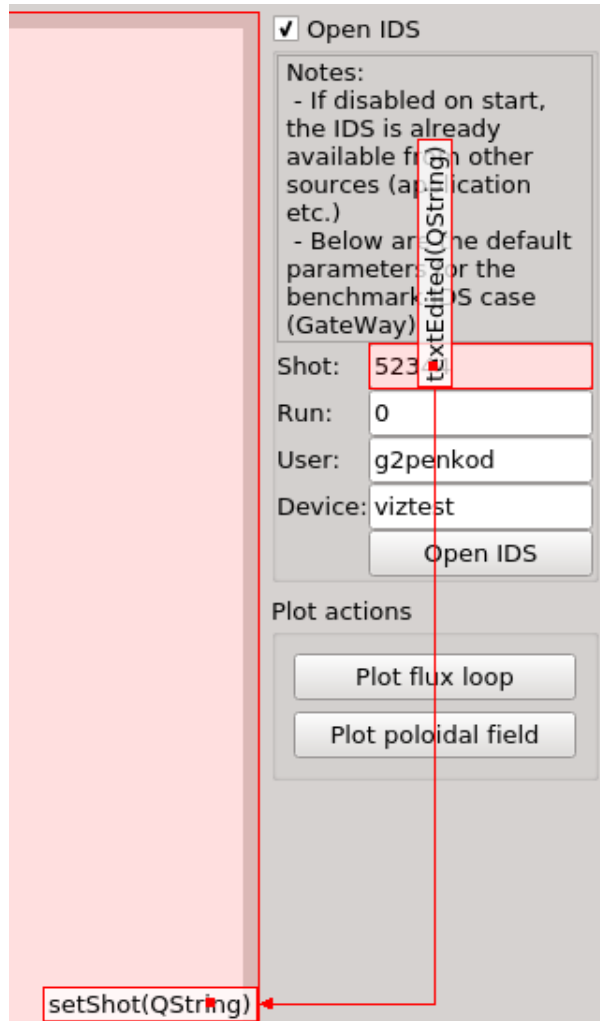 Open IDS
Notes:
- If disabled on start,
the IDS is already
available from other
sources (application
etc.)
- Below are the default
parameters for the
benchmark IDS case
(GateWay)
textEdited(QString)
Shot:
Run: 0
User: g2penkod
Device: viztest
Open IDS
Plot actions
Plot flux loop
Plot poloidal field
setShot(QString)